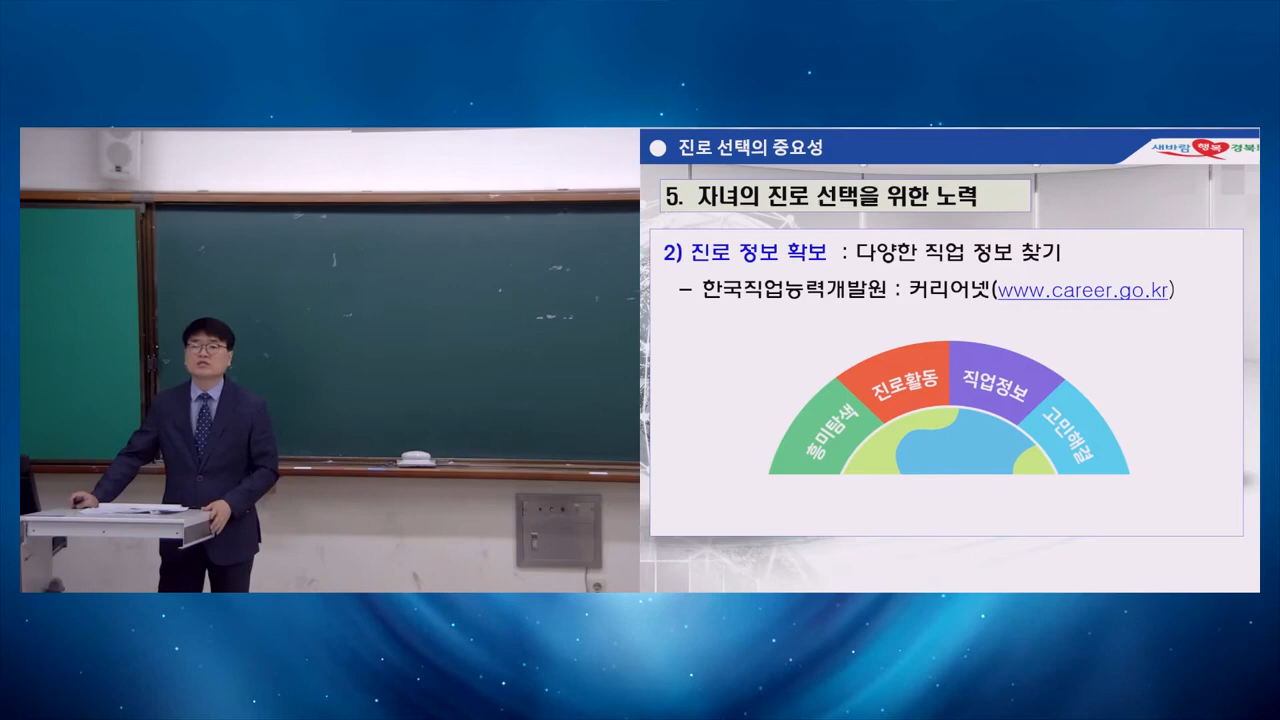 진로 선택의 중요성
새바람 행복 경북!
5. 자녀의 진로 선택을 위한 노력
2) 진로 정보 확보 : 다양한 직업 정보 찾기
– 한국직업능력개발원 : 커리어넷(www.career.go.kr)
흥미탐색
진로활동
직업정보
고민해결